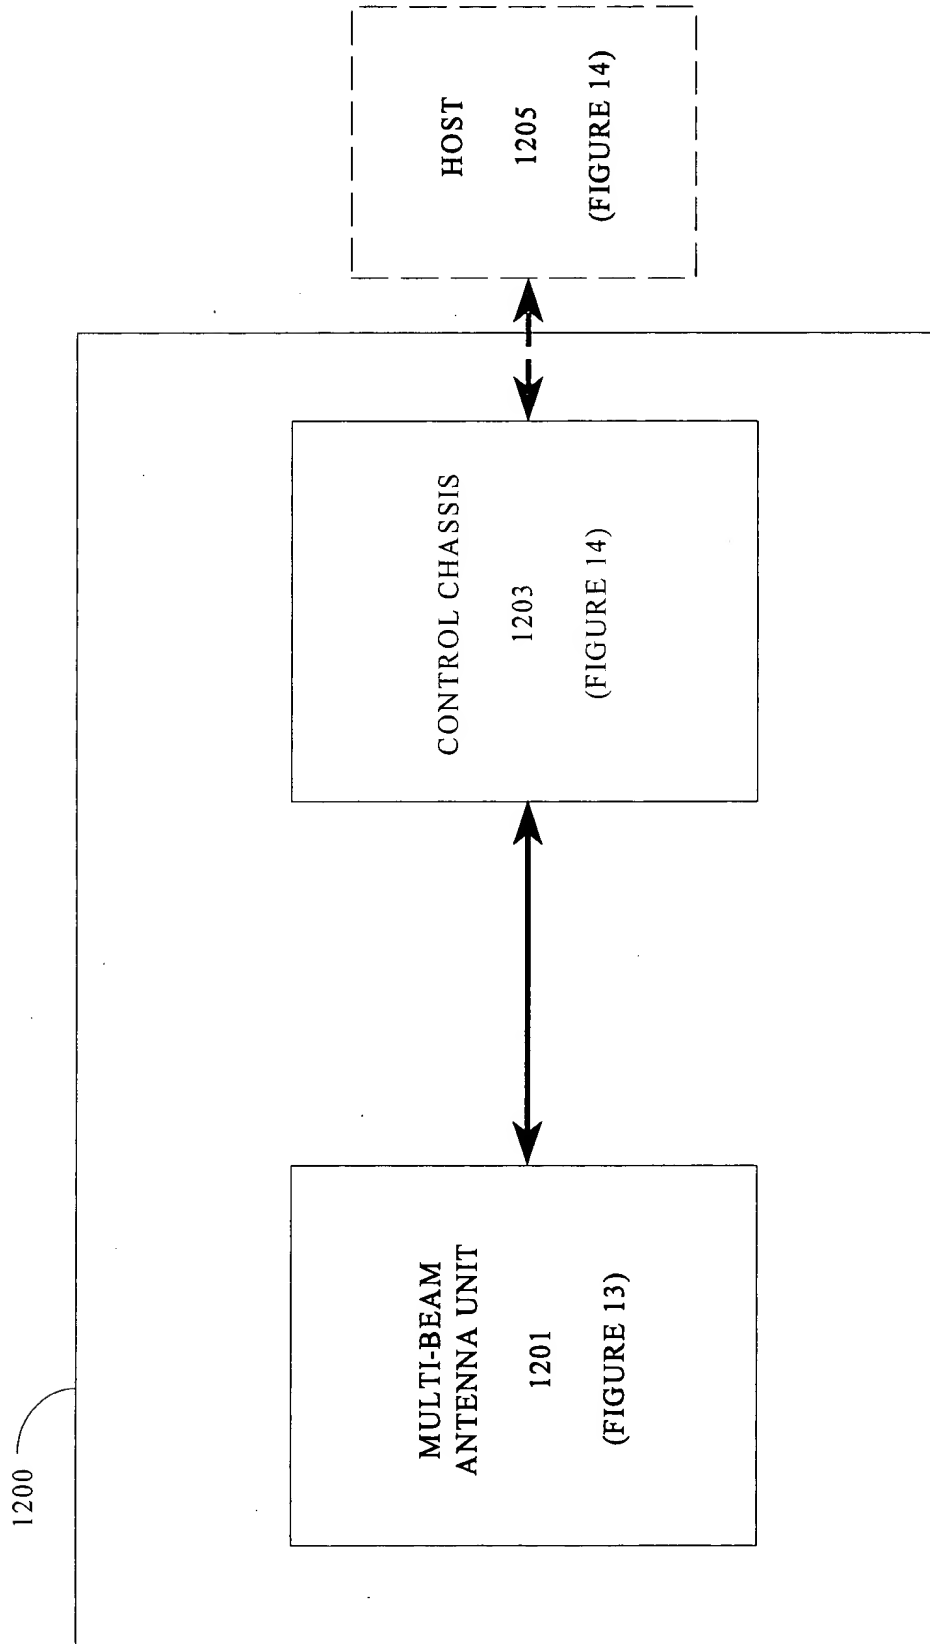 1200
MULTI-BEAM
ANTENNA UNIT
1201
(FIGURE 13)
CONTROL CHASSIS
1203
(FIGURE 14)
HOST
1205
(FIGURE 14)